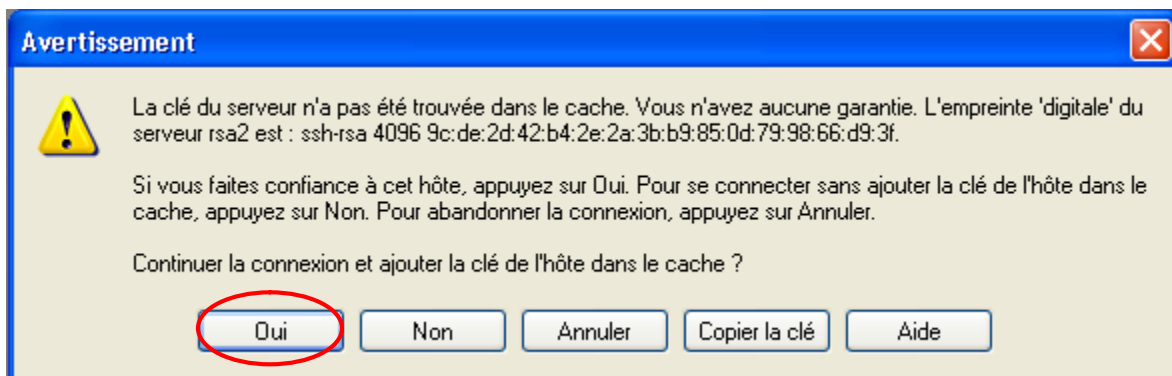 Avertissement
La clé du serveur n'a pas été trouvée dans le cache. Vous n'avez aucune garantie. L'empreinte 'digitale' du
serveur rsa2 est : ssh-rsa 4096 9c:de:2d:42:b4:2e:2a:3b:b9:85:0d:79:98:66:d9:3f.
Si vous faites confiance à cet hôte, appuyez sur Oui. Pour se connecter sans ajouter la clé de l'hôte dans le
cache, appuyez sur Non. Pour abandonner la connexion, appuyez sur Annuler.
Continuer la connexion et ajouter la clé de l'hôte dans le cache ?
Oui Non Annuler Copier la clé Aide